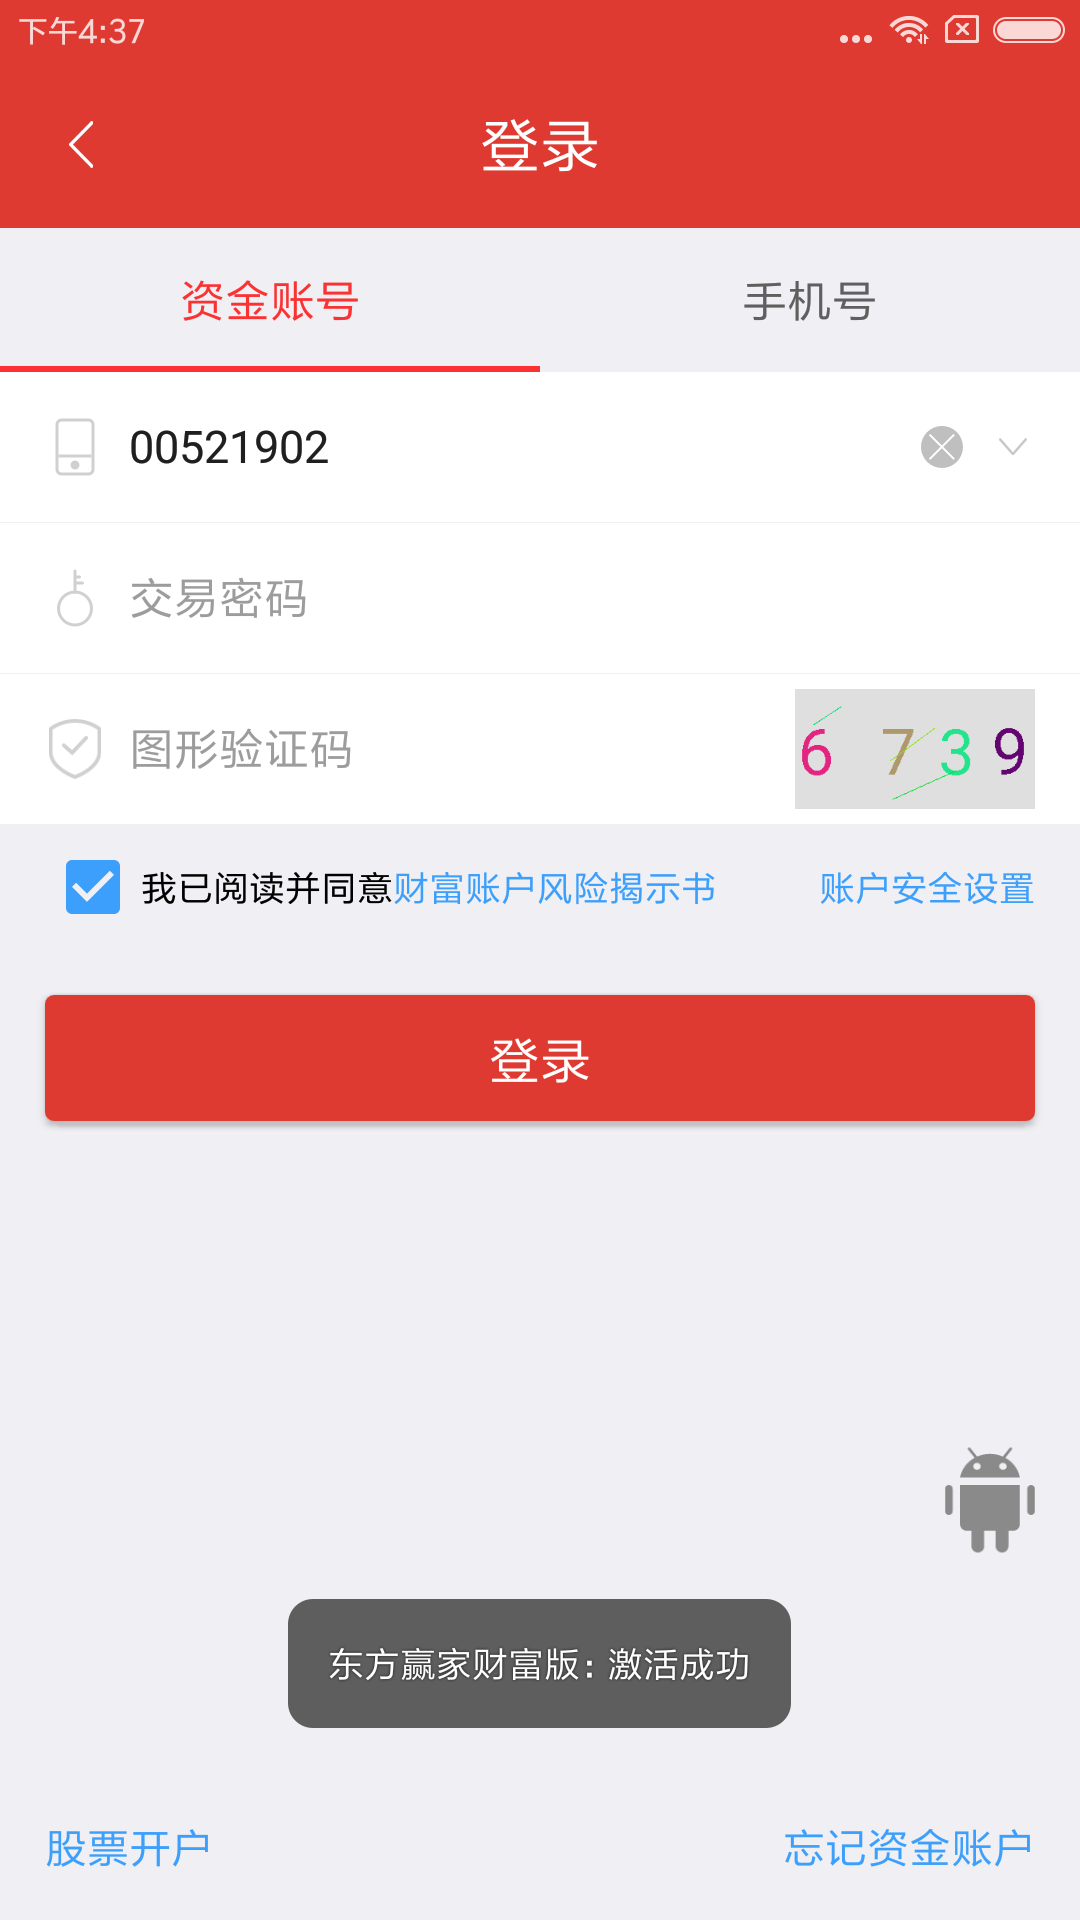 下午4:37
登录
资金账号
手机号
00521902
交易密码
图形验证码
6 7 3 9
我已阅读并同意财富账户风险揭示书
账户安全设置
登录
东方赢家财富版：激活成功
股票开户
忘记资金账户